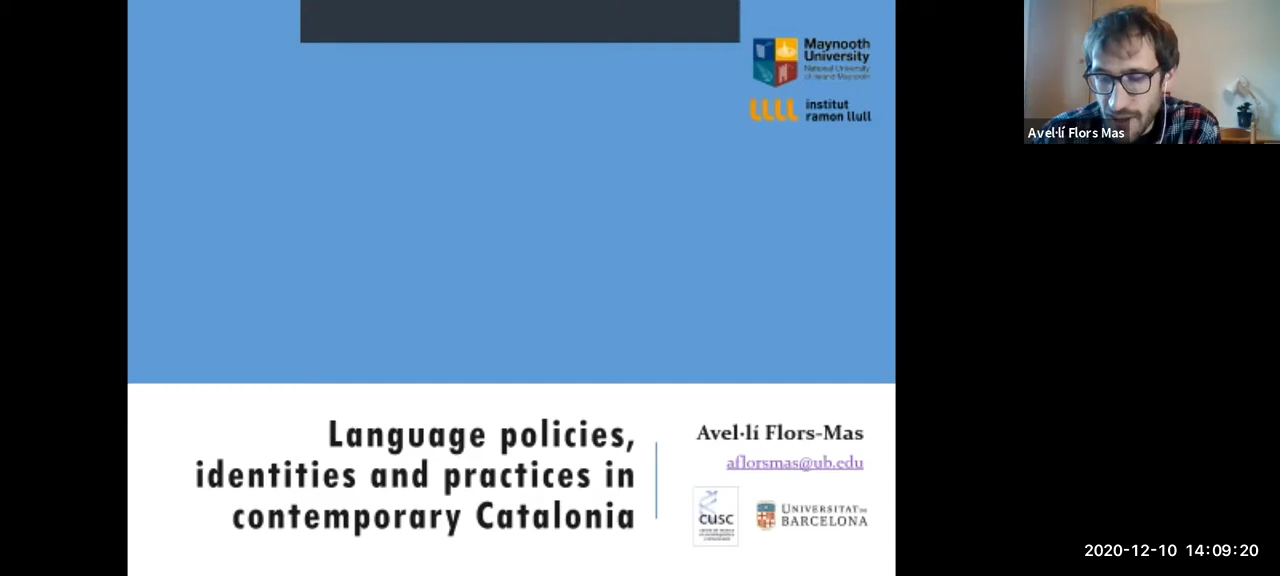 Maynooth
University
National University
of Ireland Maynooth
institut
ramon llull
Avel·lí Flors Mas
Language policies,
identities and practices in
contemporary Catalonia
Avel·lí Flors-Mas
aflorsmas@ub.edu
cusc
UNIVERSITAT DE
BARCELONA
2020-12-10 14:09:20